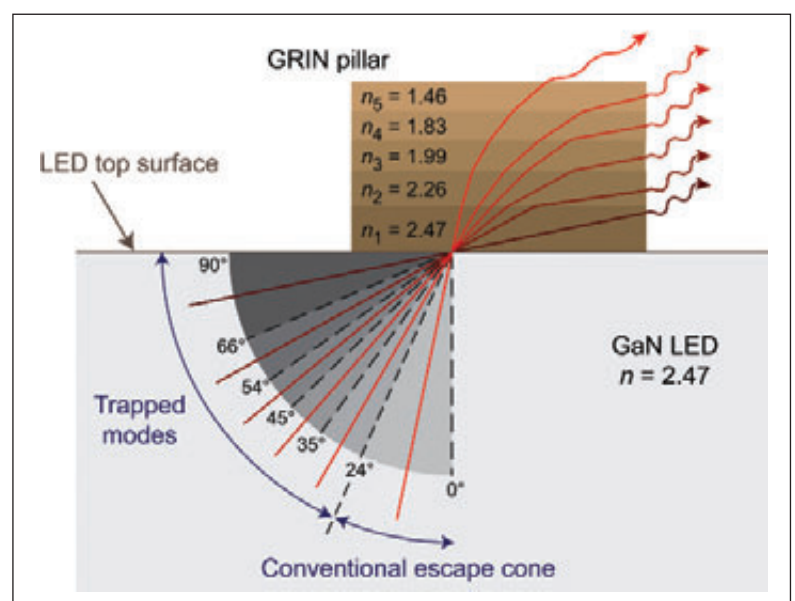 GRIN pillar
n5 = 1.46
n4 = 1.83
n3 = 1.99
n2 = 2.26
n1 = 2.47
LED top surface
90°
66°
54°
45°
35°
24°
0°
GaN LED
n = 2.47
Trapped
modes
Conventional escape cone